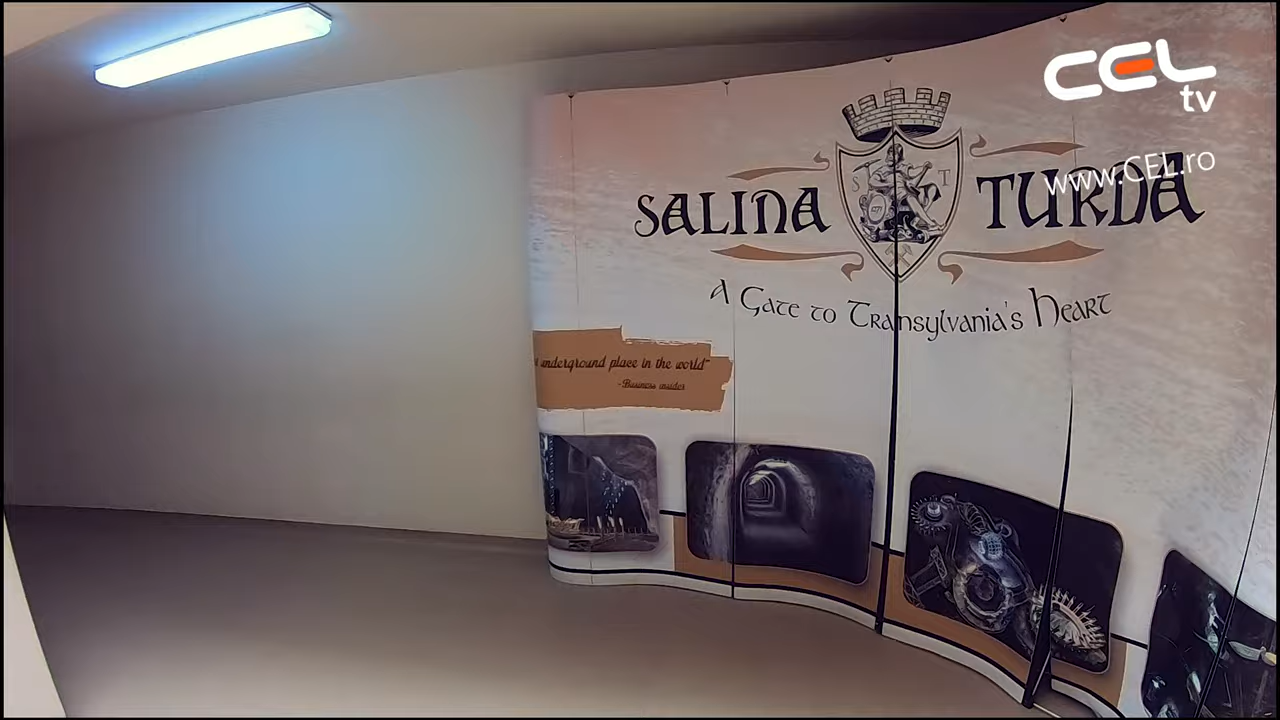 CEL
tv
www.CEL.ro
SALINA TURDA
S T
A Gate to Transylvania's Heart
underground place in the world"
-Business insider